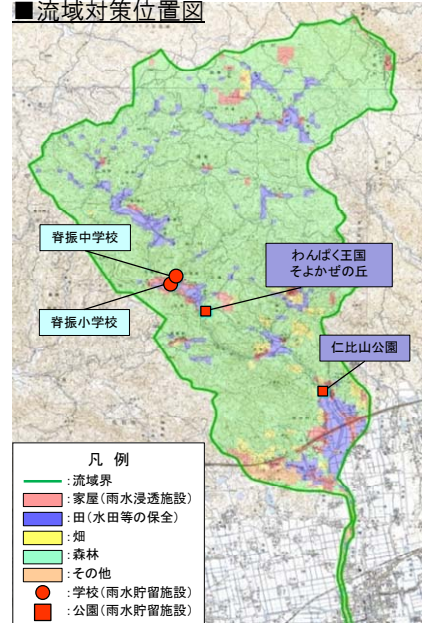 ■流域対策位置図
脊振中学校
わんぱく王国
そよかぜの丘
脊振小学校
仁比山公園
凡 例
：流域界
：家屋(雨水浸透施設)
：田(水田等の保全)
：畑
：森林
：その他
：学校(雨水貯留施設)
：公園(雨水貯留施設)